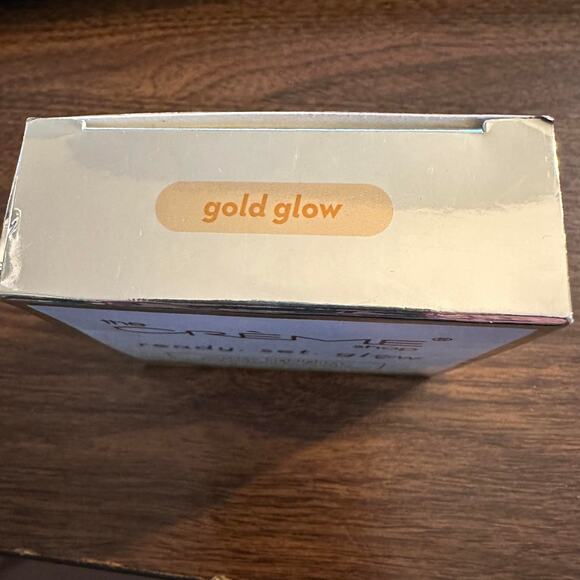 gold glow
the
CRÈME®
shop
ready. set. glow